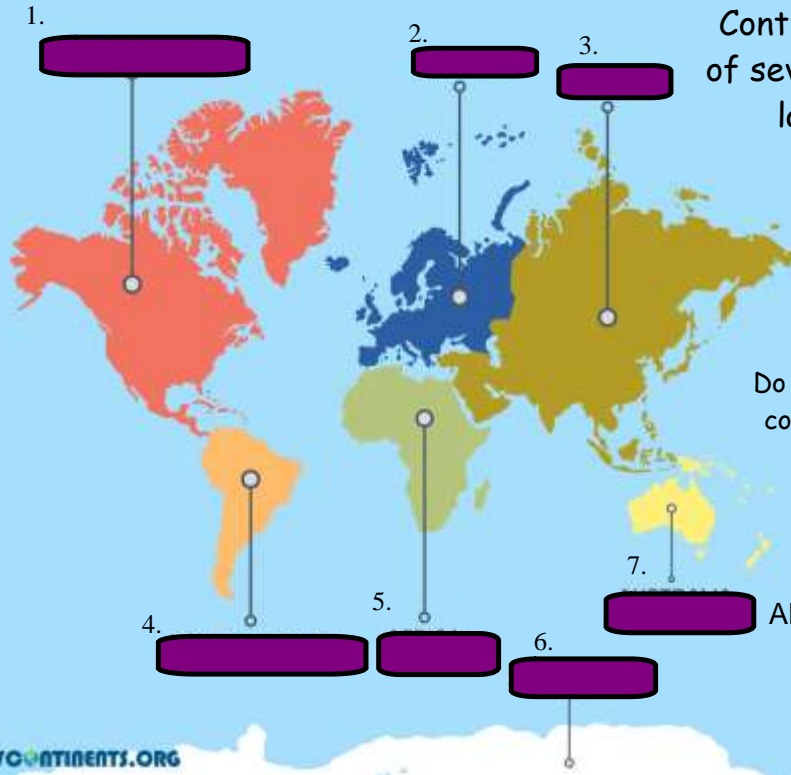 1.
2.
3.
Cont
of sev
lo
Do
co
4.
5.
6.
7.
Al
CONTINENTS.ORG